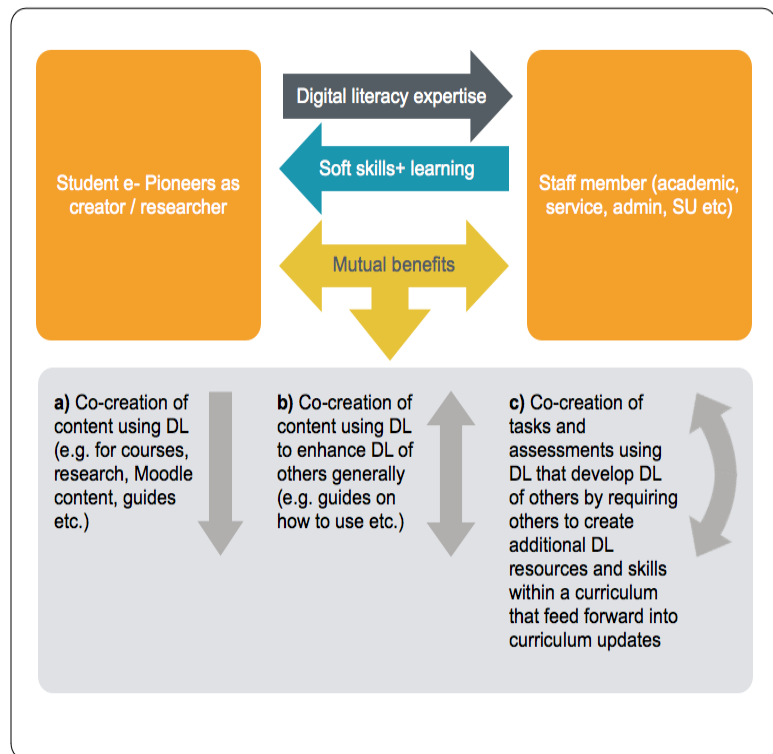 Student e- Pioneers as
creator / researcher
Digital literacy expertise
Soft skills+ learning
Mutual benefits
Staff member (academic,
service, admin, SU etc)
a) Co-creation of
content using DL
(e.g. for courses,
research, Moodle
content, guides
etc.)
b) Co-creation of
content using DL
to enhance DL of
others generally
(e.g. guides on
how to use etc.)
c) Co-creation of
tasks and
assessments using
DL that develop DL
of others by requiring
others to create
additional DL
resources and skills
within a curriculum
that feed forward into
curriculum updates